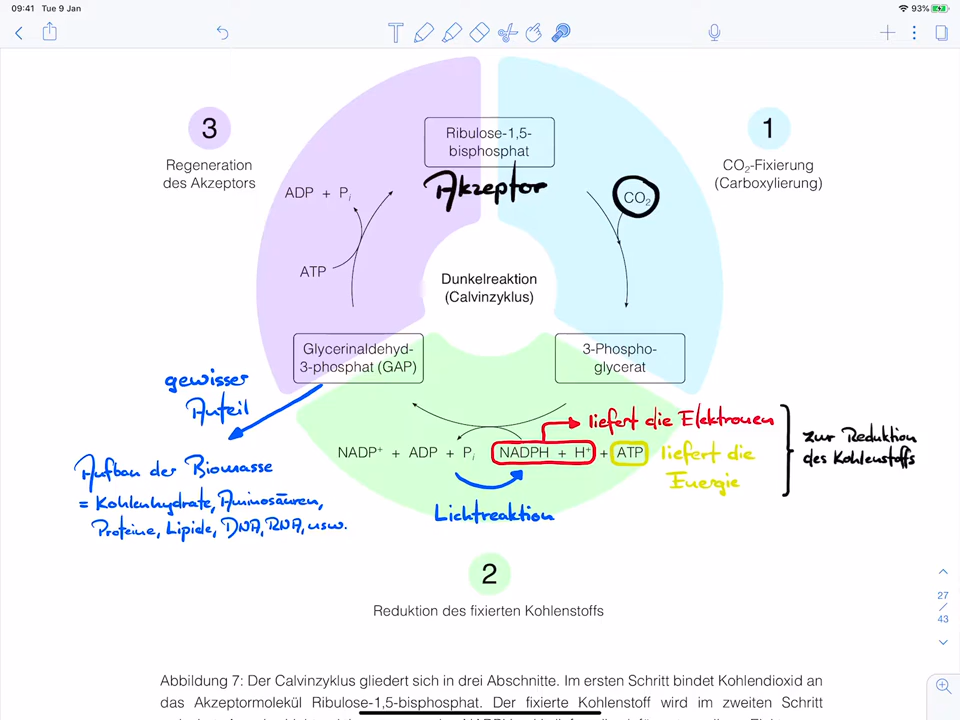 09:41 Tue 9 Jan
93%
3
Regeneration
des Akzeptors
Ribulose-1,5-
bisphosphat
Akzeptor
1
CO₂-Fixierung
(Carboxylierung)
ADP + Pi
CO₂
ATP
Dunkelreaktion
(Calvinzyklus)
Glycerinaldehyd-
3-phosphat (GAP)
3-Phospho-
glycerat
gewisser
Anteil
liefert die Elektronen
NADP⁺ + ADP + Pi NADPH + H⁺ + ATP
liefert die
Energie
zur Reduktion
des Kohlenstoffs
Aufbau der Biomasse
= Kohlenhydrate, Aminosäuren,
Proteine, Lipide, DNA, RNA, usw.
Lichtreaktion
2
Reduktion des fixierten Kohlenstoffs
27
/
43
Abbildung 7: Der Calvinzyklus gliedert sich in drei Abschnitte. Im ersten Schritt bindet Kohlendioxid an
das Akzeptormolekül Ribulose-1,5-bisphosphat. Der fixierte Kohlenstoff wird im zweiten Schritt